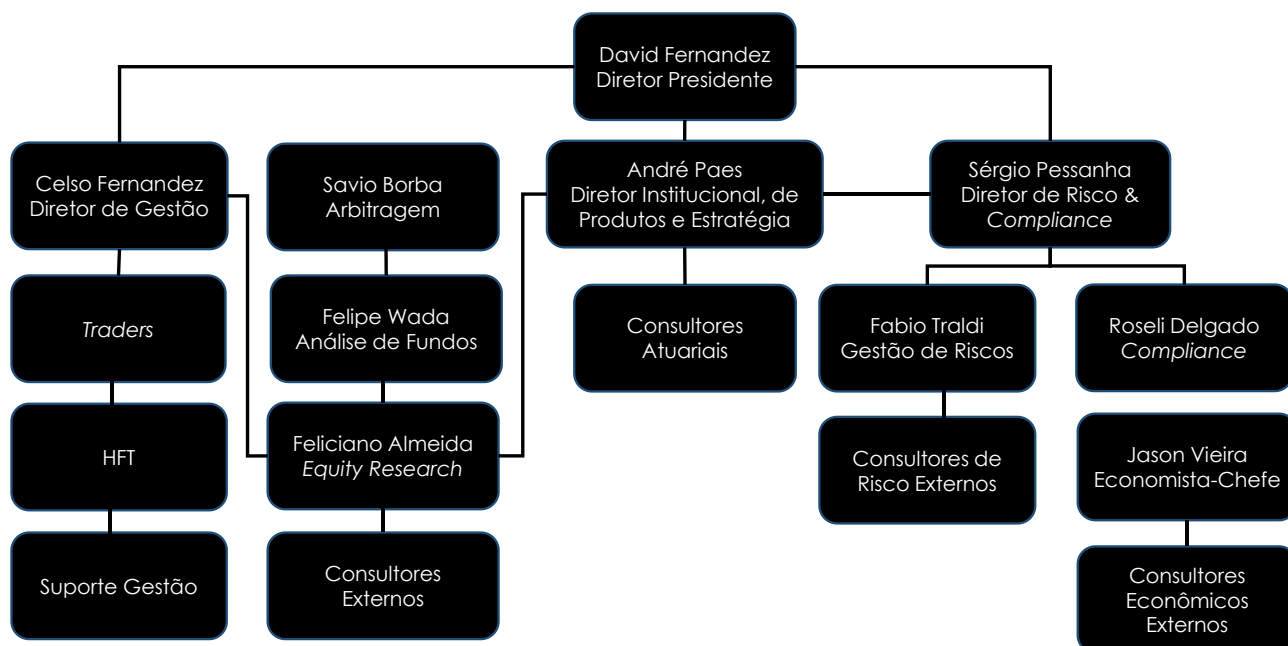 David Fernandez
Diretor Presidente
Celso Fernandez
Diretor de Gestão
Savio Borba
Arbitragem
André Paes
Diretor Institucional, de
Produtos e Estratégia
Sérgio Pessanha
Diretor de Risco &
Compliance
Traders
Felipe Wada
Análise de Fundos
Consultores
Atuariais
Fabio Traldi
Gestão de Riscos
Roseli Delgado
Compliance
HFT
Feliciano Almeida
Equity Research
Consultores de
Risco Externos
Jason Vieira
Economista-Chefe
Suporte Gestão
Consultores
Externos
Consultores
Econômicos
Externos